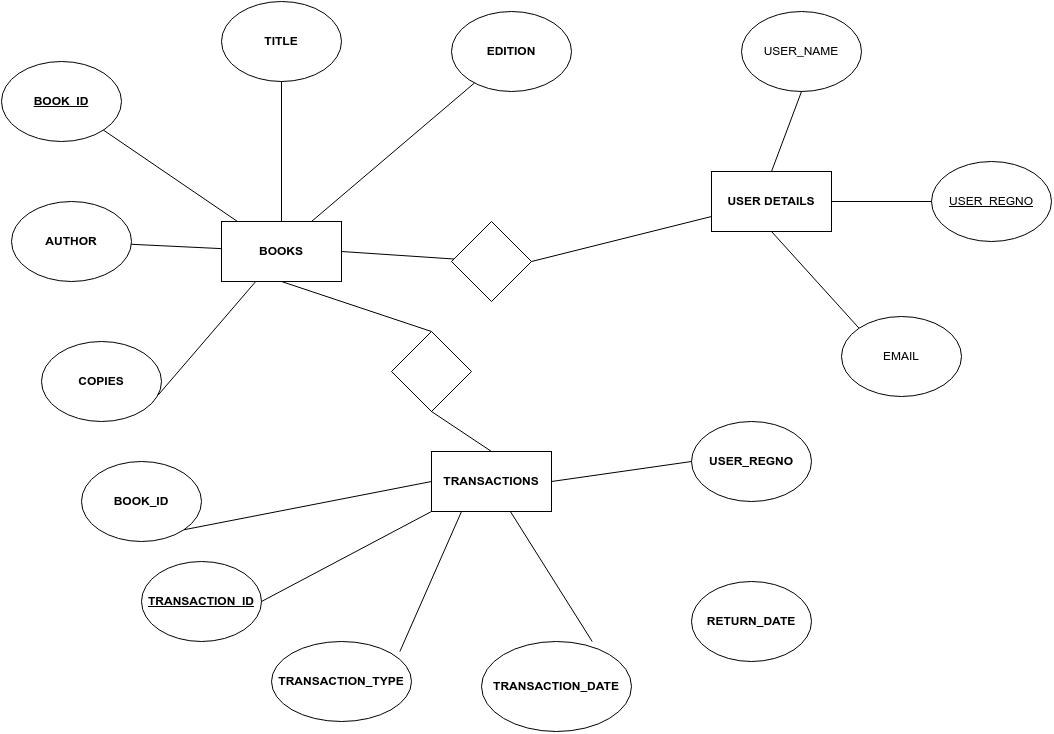 TITLE
EDITION
USER_NAME
BOOK_ID
USER DETAILS
USER_REGNO
AUTHOR
BOOKS
EMAIL
COPIES
USER_REGNO
TRANSACTIONS
BOOK_ID
TRANSACTION_ID
RETURN_DATE
TRANSACTION_TYPE
TRANSACTION_DATE